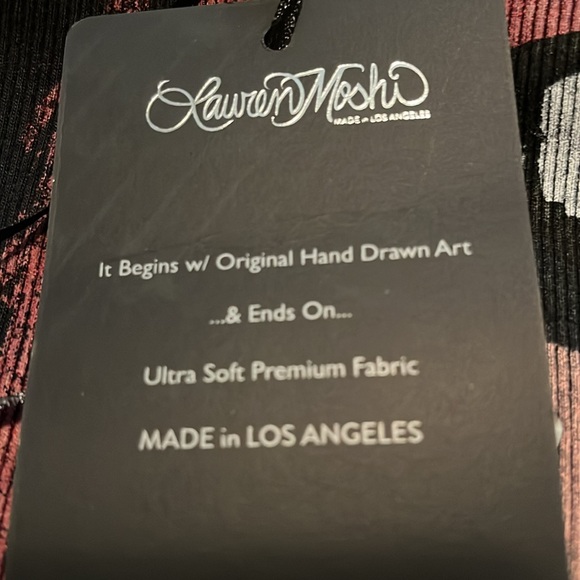 Lauren Moshi
MADE in LOS ANGELES
It Begins w/ Original Hand Drawn Art
...& Ends On...
Ultra Soft Premium Fabric
MADE in LOS ANGELES